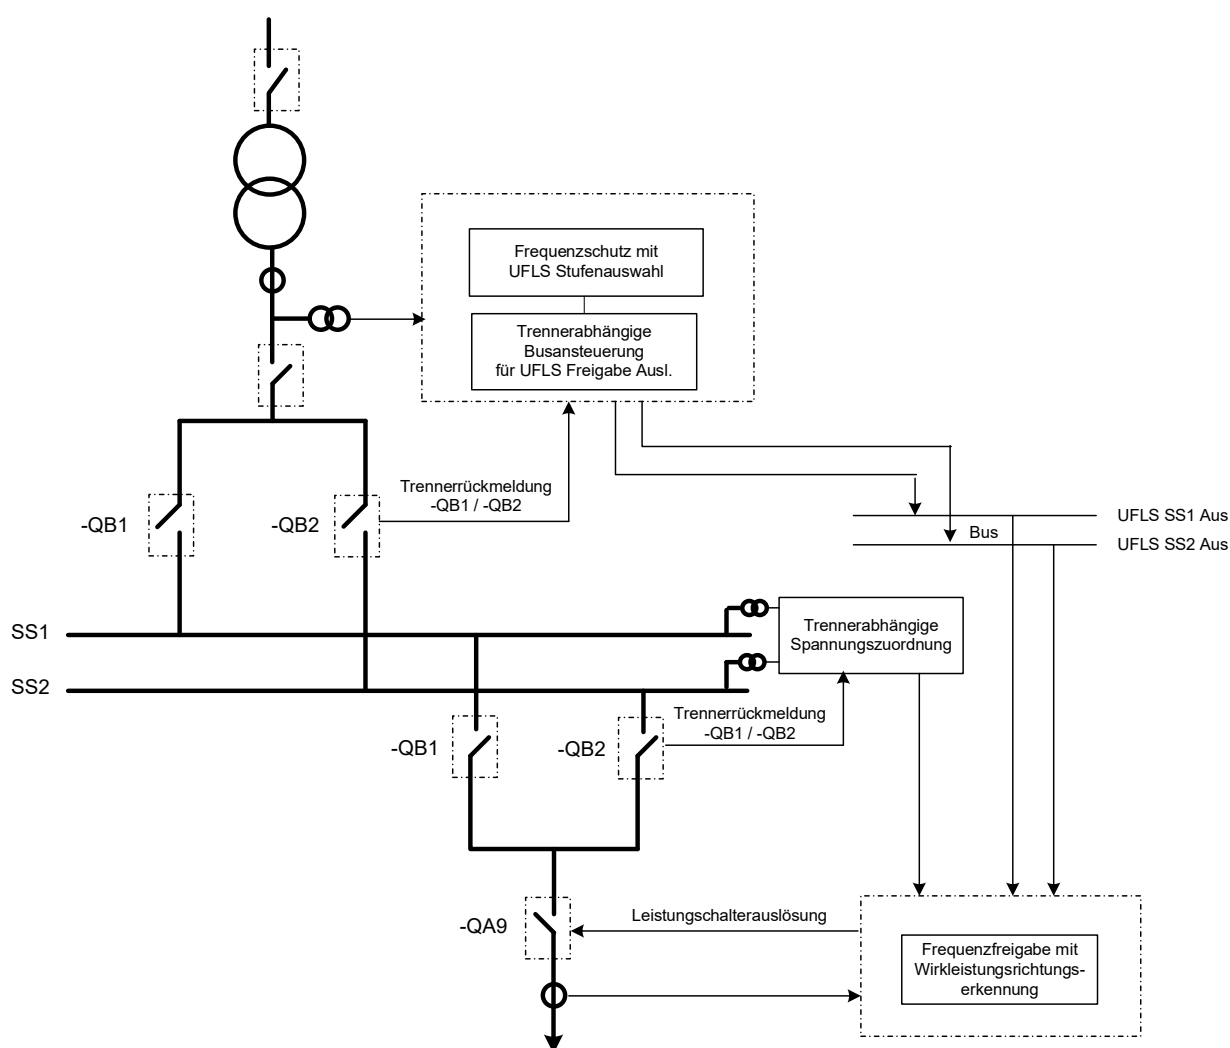 Frequenzschutz mit
UFLS Stufenauswahl
Trennerabhängige
Busansteuerung
für UFLS Freigabe Ausl.
Trennerrückmeldung
-QB1 / -QB2
-QB1
-QB2
UFLS SS1 Aus
Bus
UFLS SS2 Aus
SS1
Trennerabhängige
Spannungszuordnung
SS2
Trennerrückmeldung
-QB1 / -QB2
-QB1
-QB2
Leistungschalterauslösung
-QA9
Frequenzfreigabe mit
Wirkleistungsrichtungs-
erkennung